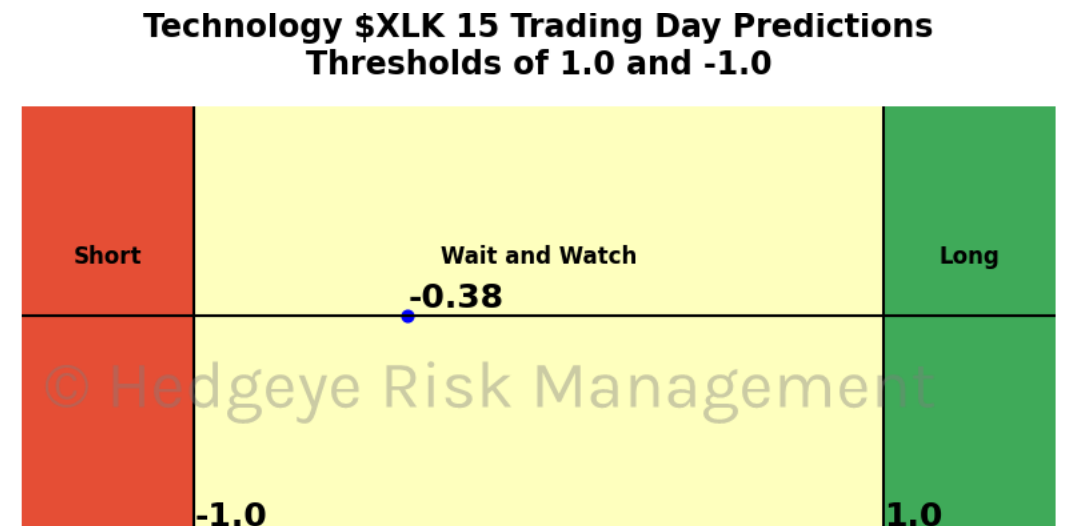 Technology $XLK 15 Trading Day Predictions
Thresholds of 1.0 and -1.0
Short
Wait and Watch
Long
-0.38
© Hedgeye Risk Management
-1.0
1.0